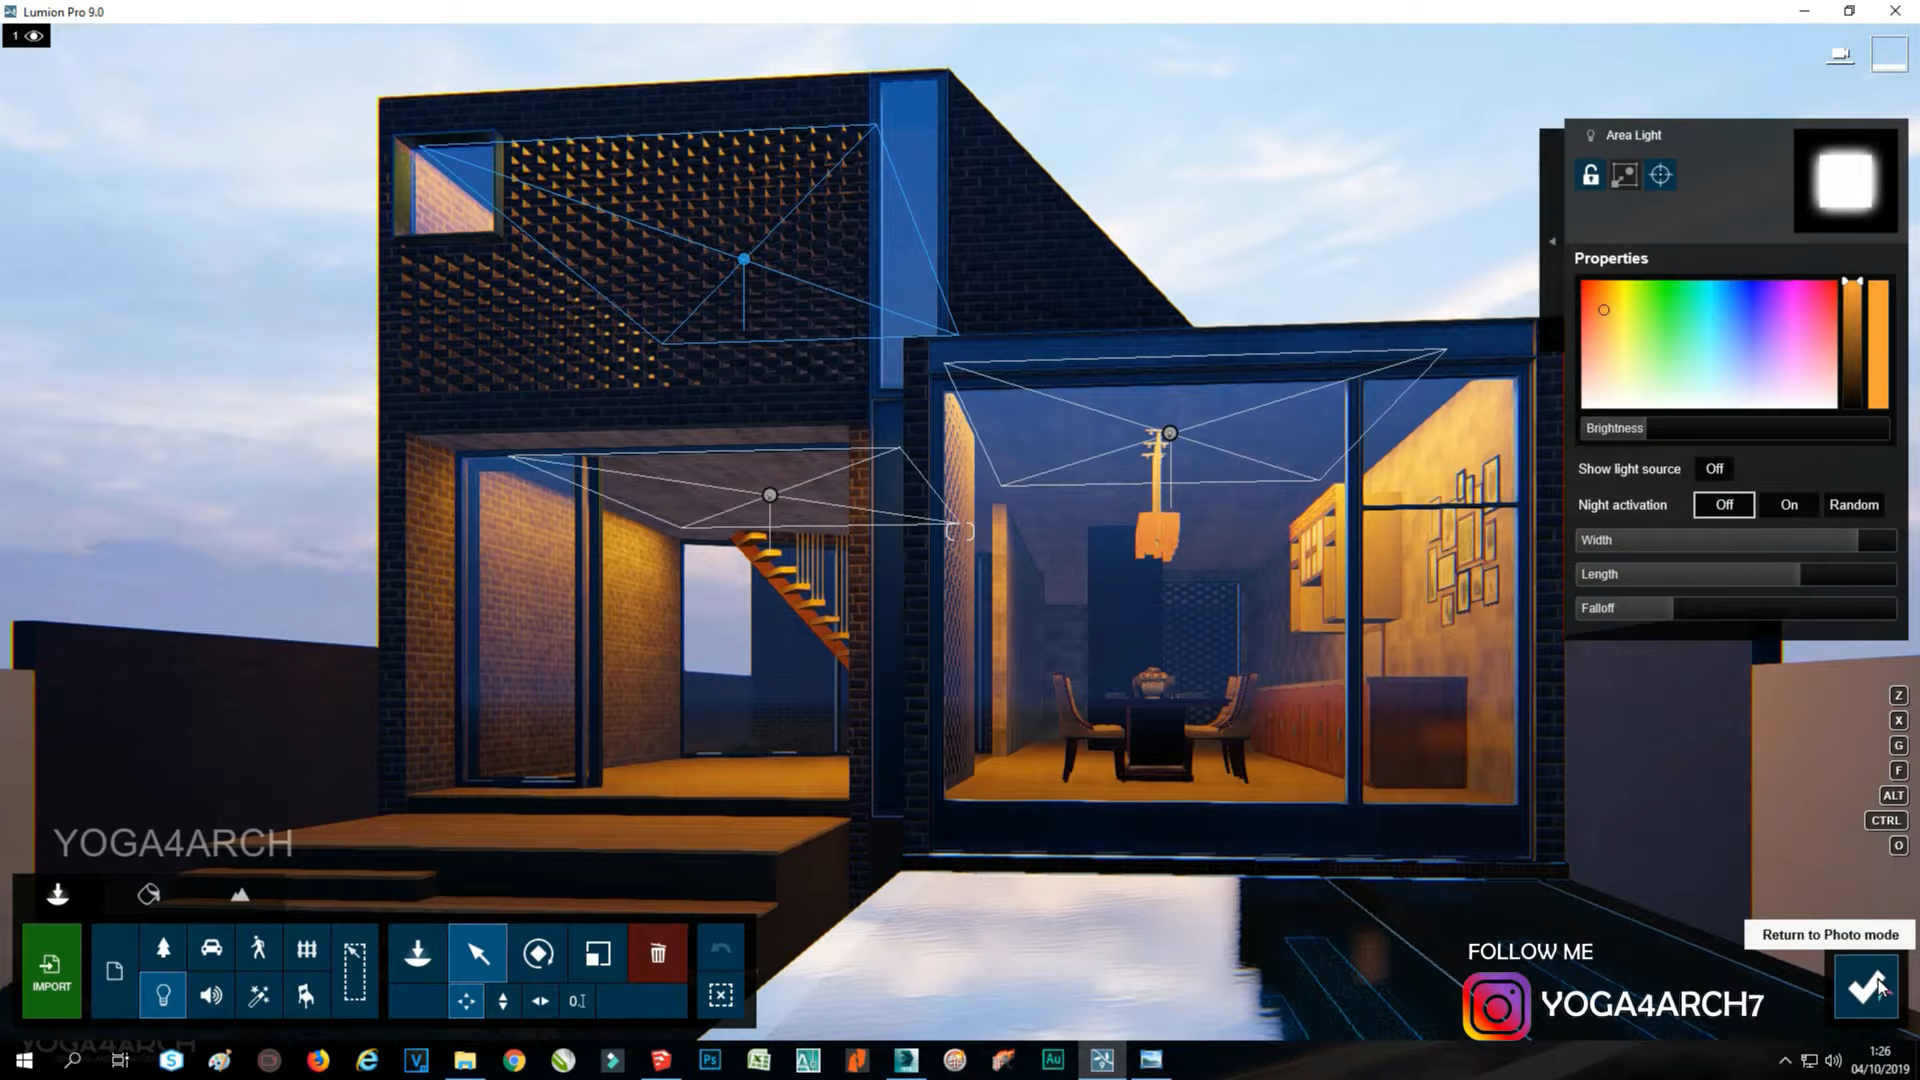 Lumion Pro 9.0
1
Area Light
Properties
Brightness
Show light source Off
Night activation Off On Random
Width
Length
Falloff
Z
X
G
F
ALT
CTRL
O
YOGA4ARCH
IMPORT
Return to Photo mode
FOLLOW ME
YOGA4ARCH7
1:26
04/10/2019